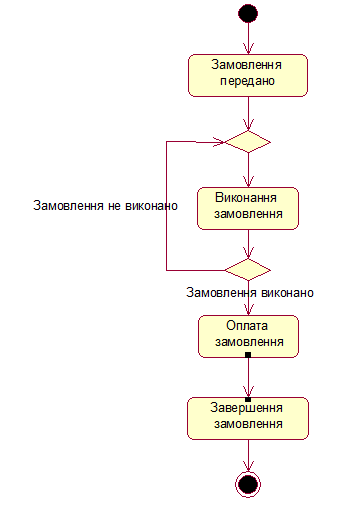 Замовлення
передано
Виконання
замовлення
Замовлення не виконано
Замовлення виконано
Оплата
замовлення
Завершення
замовлення